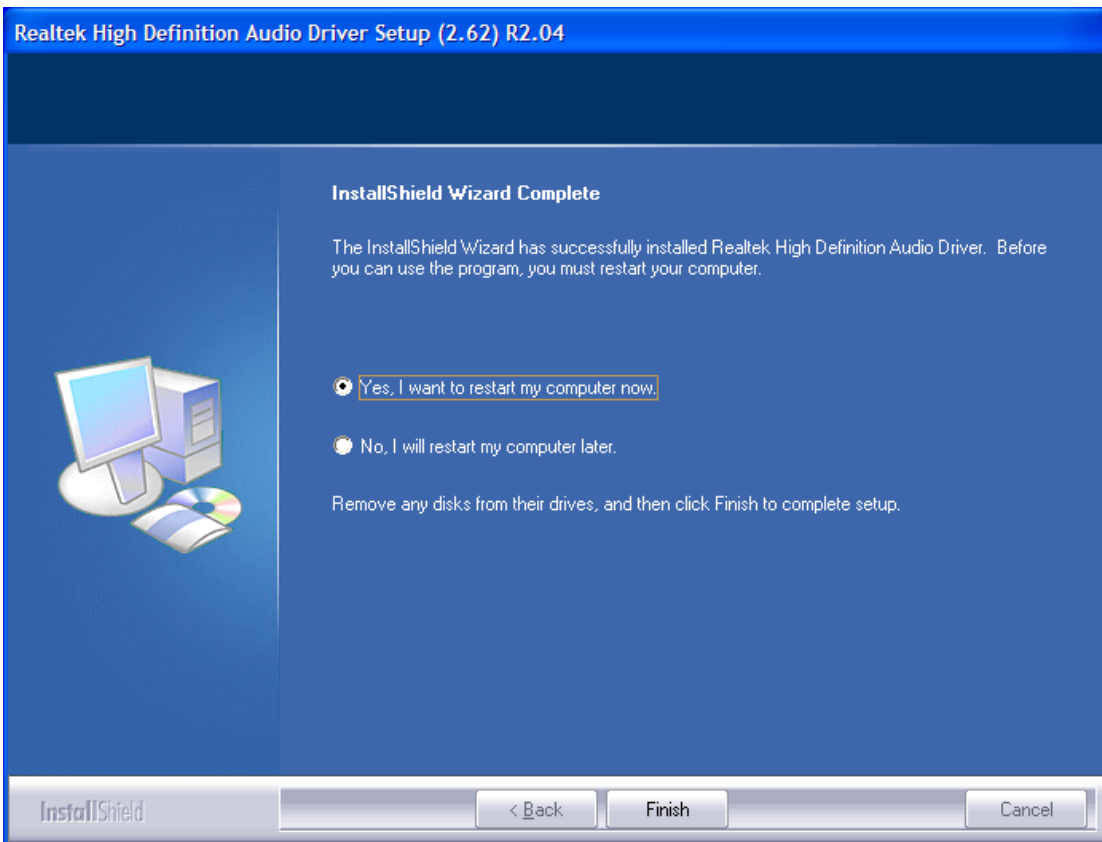 Realtek High Definition Audio Driver Setup (2.62) R2.04
InstallShield Wizard Complete
The InstallShield Wizard has successfully installed Realtek High Definition Audio Driver.  Before
you can use the program, you must restart your computer.
Yes, I want to restart my computer now.
No, I will restart my computer later.
Remove any disks from their drives, and then click Finish to complete setup.
InstallShield
< Back
Finish
Cancel